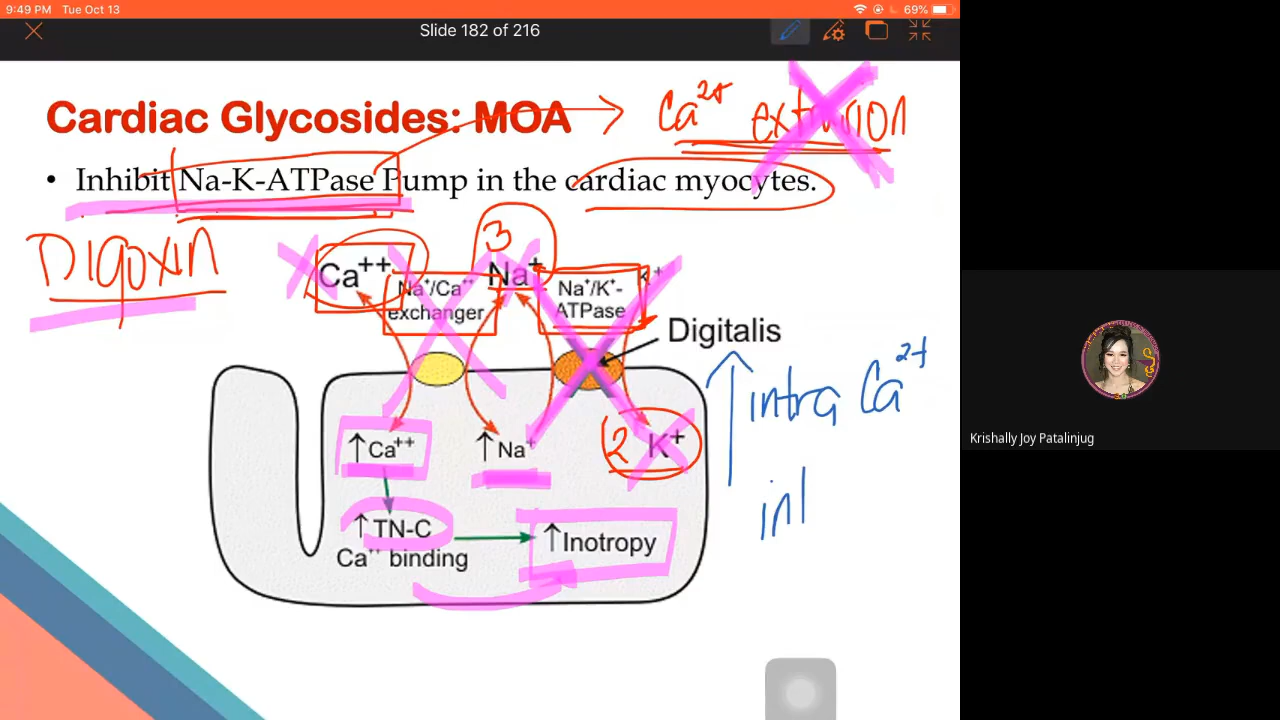 9:49 PM Tue Oct 13
69%
Slide 182 of 216
Cardiac Glycosides: MOA
Ca²⁺ extrusion
• Inhibit Na-K-ATPase Pump in the cardiac myocytes.
Digoxin
3
Ca++
Na+
K+
Na+/Ca++
exchanger
Na+/K+-
ATPase
Digitalis
↑ intra Ca²⁺
↑Ca++
↑Na+
2 K+
inl
↑TN-C
Ca++ binding
↑Inotropy
Krishally Joy Patalinjug